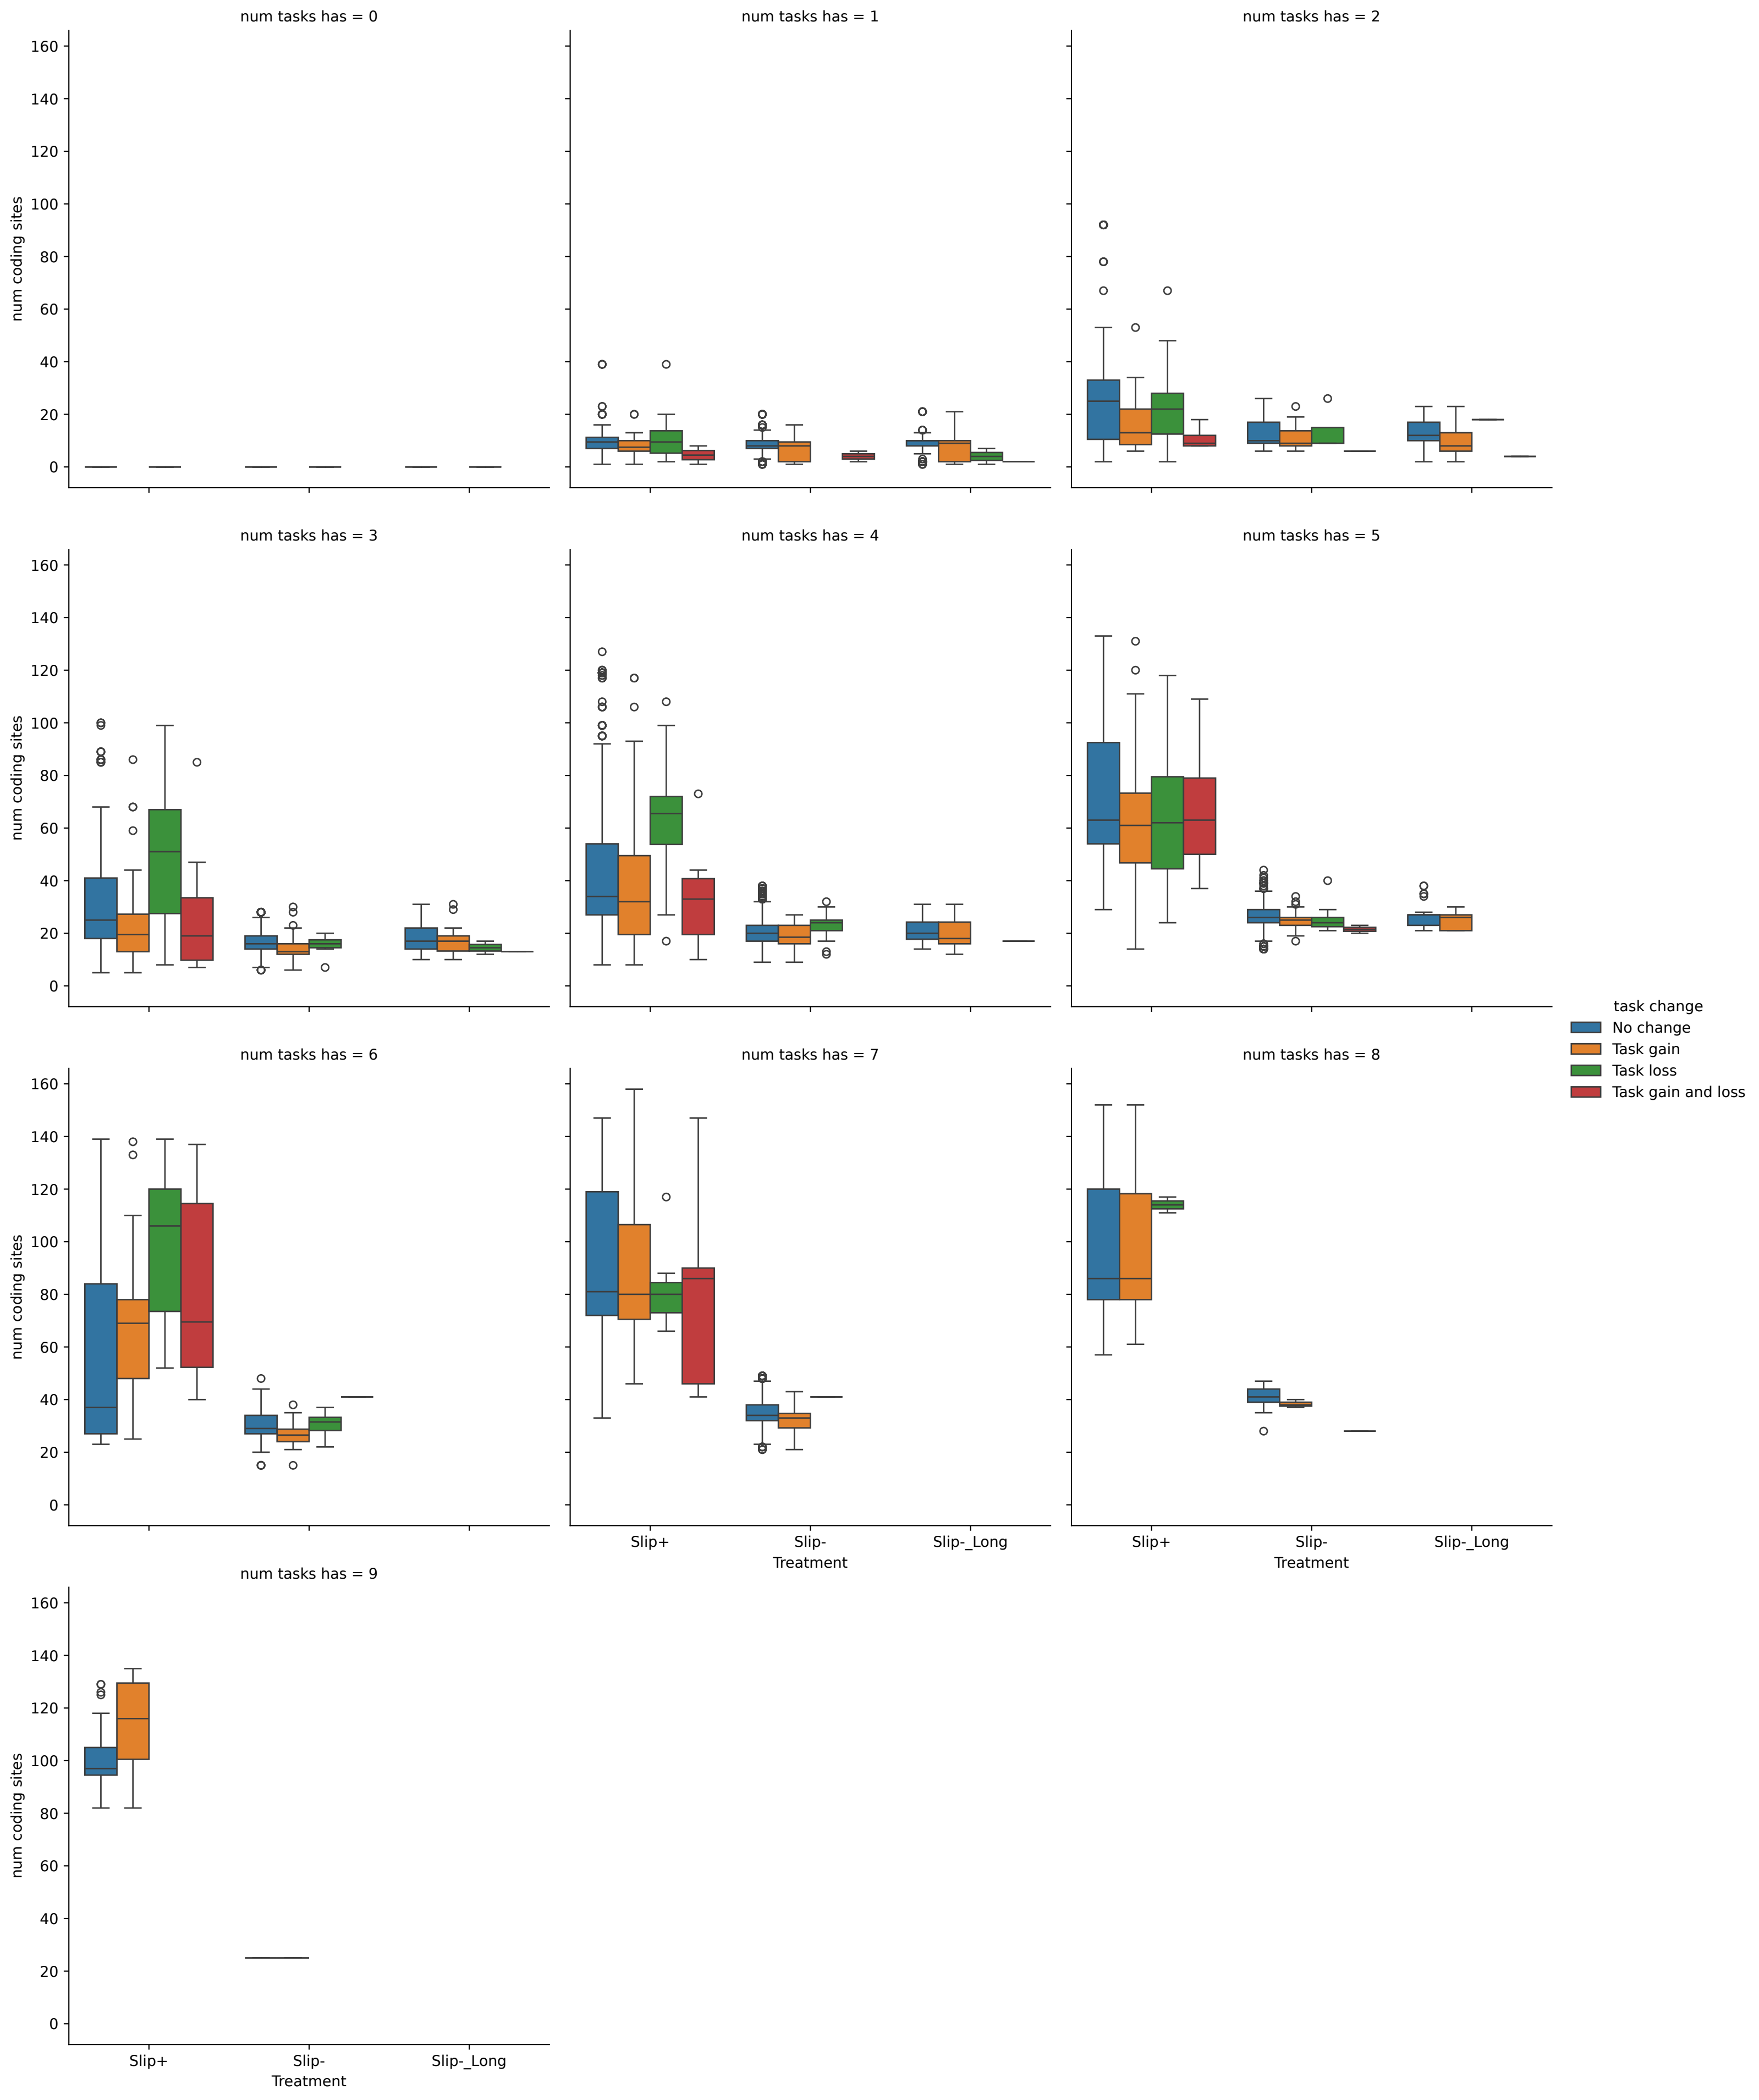 num tasks has = 0
num tasks has = 1
num tasks has = 2
160
140
120
100
80
60
40
20
0
num coding sites
num tasks has = 3
num tasks has = 4
num tasks has = 5
160
140
120
100
80
60
40
20
0
num coding sites
task change
No change
Task gain
Task loss
Task gain and loss
num tasks has = 6
num tasks has = 7
num tasks has = 8
160
140
120
100
80
60
40
20
0
num coding sites
Slip+
Slip-
Slip-_Long
Treatment
Slip+
Slip-
Slip-_Long
Treatment
num tasks has = 9
160
140
120
100
80
60
40
20
0
num coding sites
Slip+
Slip-
Slip-_Long
Treatment